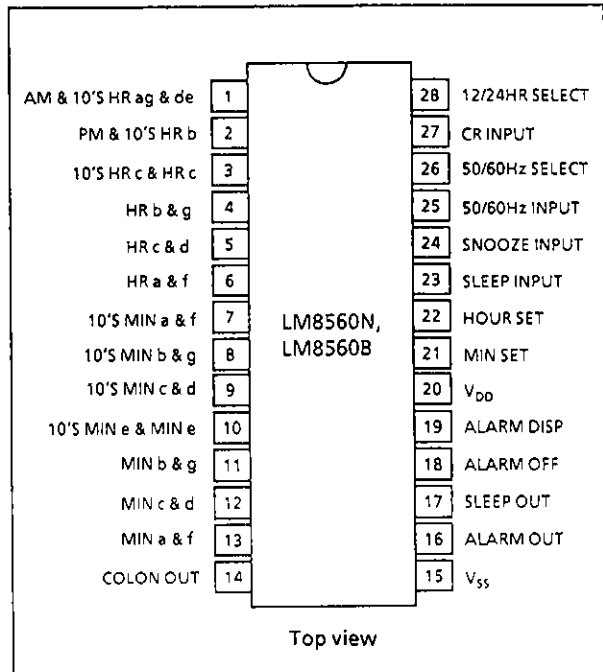 AM & 10'S HR ag & de 1
PM & 10'S HR b 2
10'S HR c & HR c 3
HR b & g 4
HR c & d 5
HR a & f 6
10'S MIN a & f 7
10'S MIN b & g 8
10'S MIN c & d 9
10'S MIN e & MIN e 10
MIN b & g 11
MIN c & d 12
MIN a & f 13
COLON OUT 14
LM8560N,
LM8560B
28 12/24HR SELECT
27 CR INPUT
26 50/60Hz SELECT
25 50/60Hz INPUT
24 SNOOZE INPUT
23 SLEEP INPUT
22 HOUR SET
21 MIN SET
20 VDD
19 ALARM DISP
18 ALARM OFF
17 SLEEP OUT
16 ALARM OUT
15 VSS
Top view